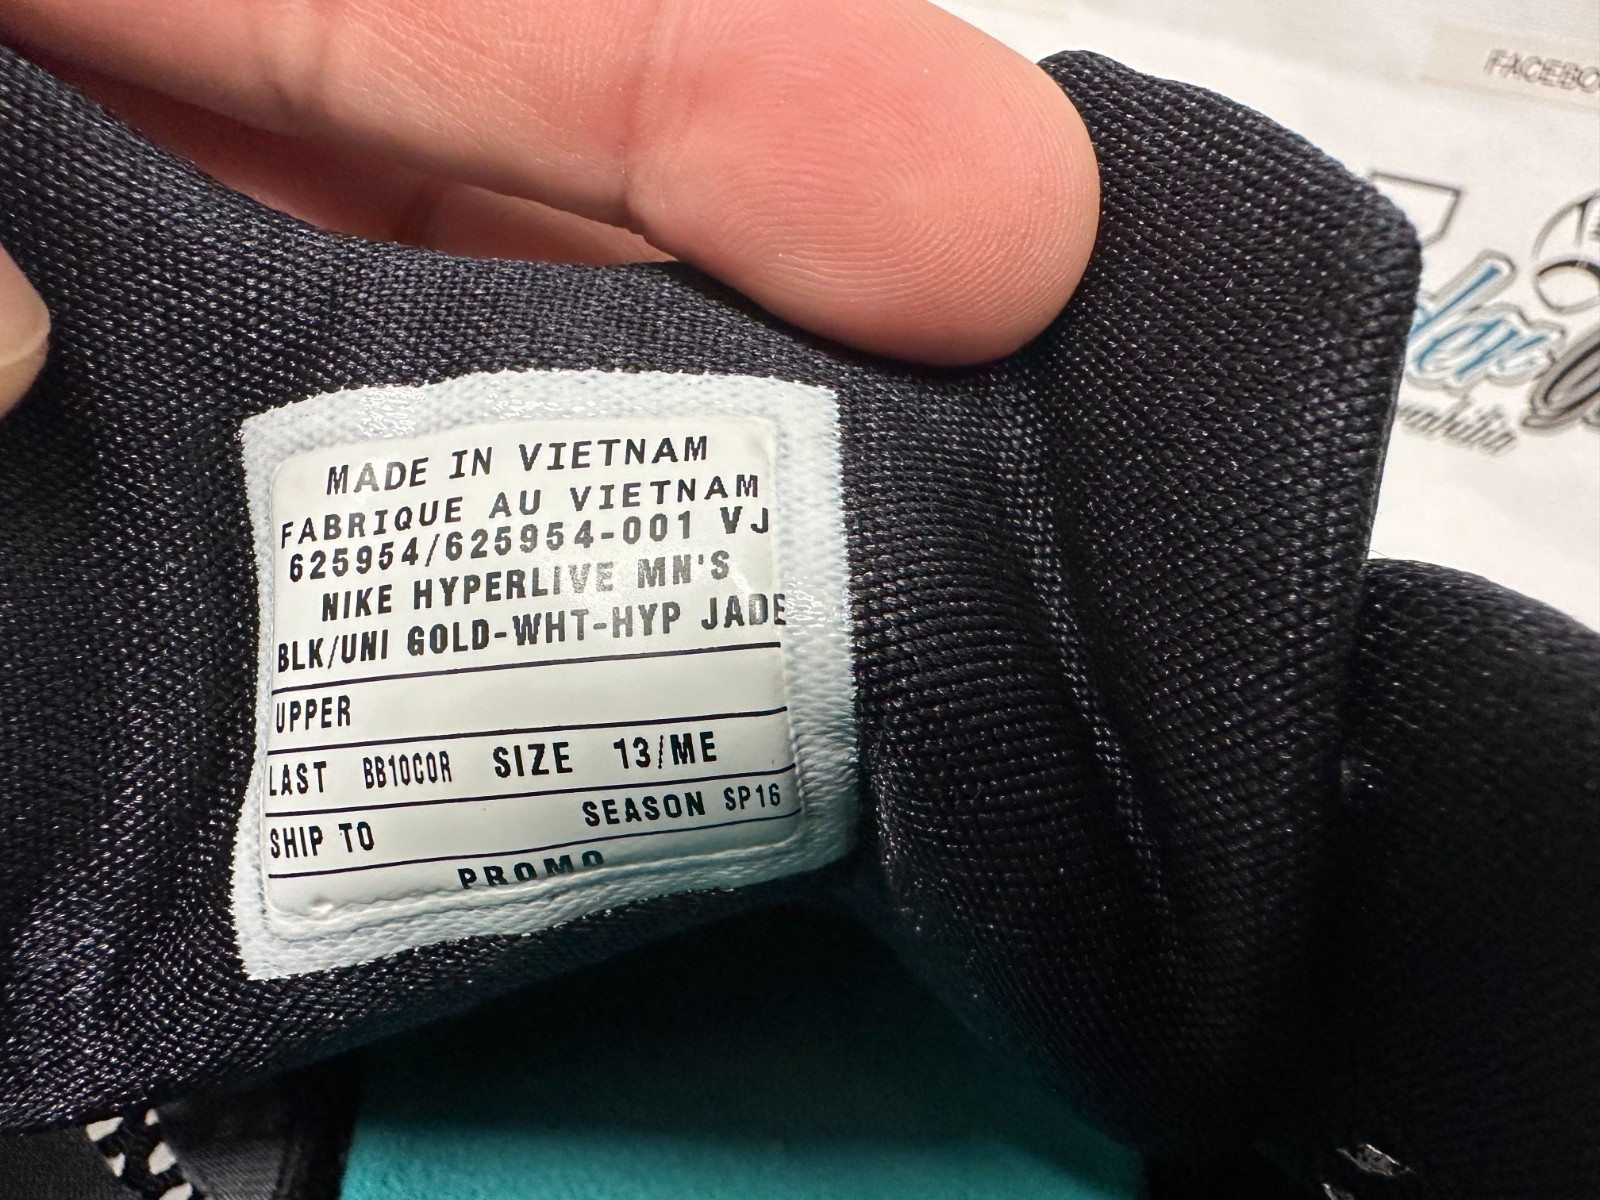 MADE IN VIETNAM
FABRIQUE AU VIETNAM
625954/625954-001 VJ
NIKE HYPERLIVE MN'S
BLK/UNI GOLD-WHT-HYP JADE
UPPER
LAST BB10COR SIZE 13/ME
SHIP TO SEASON SP16
PROMO